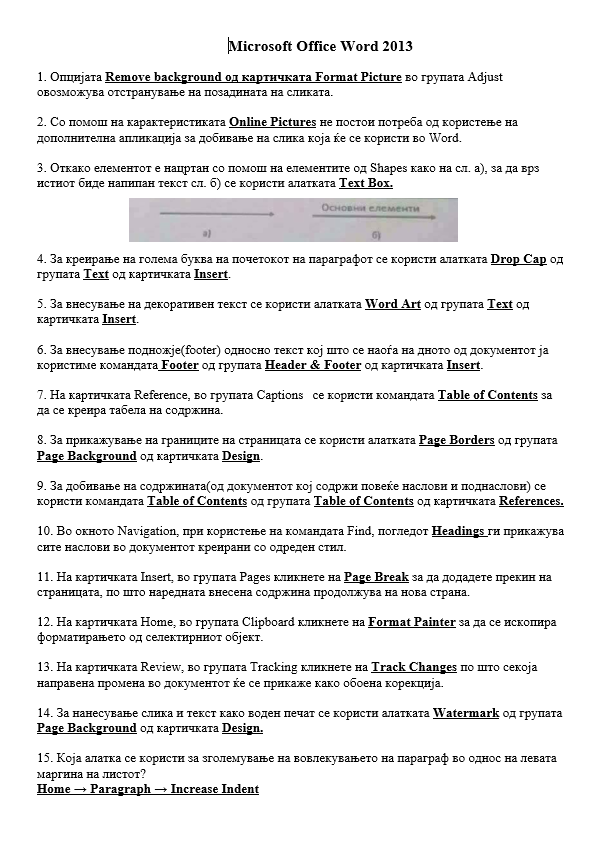 Microsoft Office Word 2013
1. Опцијата Remove background од картичката Format Picture во групата Adjust
овозможува отстранување на позадината на сликата.
2. Со помош на карактеристиката Online Pictures не постои потреба од користење на
дополнителна апликација за добивање на слика која ќе се користи во Word.
3. Откако елементот е нацртан со помош на елементите од Shapes како на сл. а), за да врз
истиот биде напипан текст сл. б) се користи алатката Text Box.
Основни елементи
а) б)
4. За креирање на голема буква на почетокот на параграфот се користи алатката Drop Cap од
групата Text од картичката Insert.
5. За внесување на декоративен текст се користи алатката Word Art од групата Text од
картичката Insert.
6. За внесување подножје(footer) односно текст кој што се наоѓа на дното од документот ја
користиме командата Footer од групата Header & Footer од картичката Insert.
7. На картичката Reference, во групата Captions се користи командата Table of Contents за
да се креира табела на содржина.
8. За прикажување на границите на страницата се користи алатката Page Borders од групата
Page Background од картичката Design.
9. За добивање на содржината(од документот кој содржи повеќе наслови и поднаслови) се
користи командата Table of Contents од групата Table of Contents од картичката References.
10. Во окното Navigation, при користење на командата Find, погледот Headings ги прикажува
сите наслови во документот креирани со одреден стил.
11. На картичката Insert, во групата Pages кликнете на Page Break за да додадете прекин на
страницата, по што наредната внесена содржина продолжува на нова страна.
12. На картичката Home, во групата Clipboard кликнете на Format Painter за да се ископира
форматирањето од селектирниот објект.
13. На картичката Review, во групата Tracking кликнете на Track Changes по што секоја
направена промена во документот ќе се прикаже како обоена корекција.
14. За нанесување слика и текст како воден печат се користи алатката Watermark од групата
Page Background од картичката Design.
15. Која алатка се користи за зголемување на вовлекувањето на параграф во однос на левата
маргина на листот?
Home → Paragraph → Increase Indent